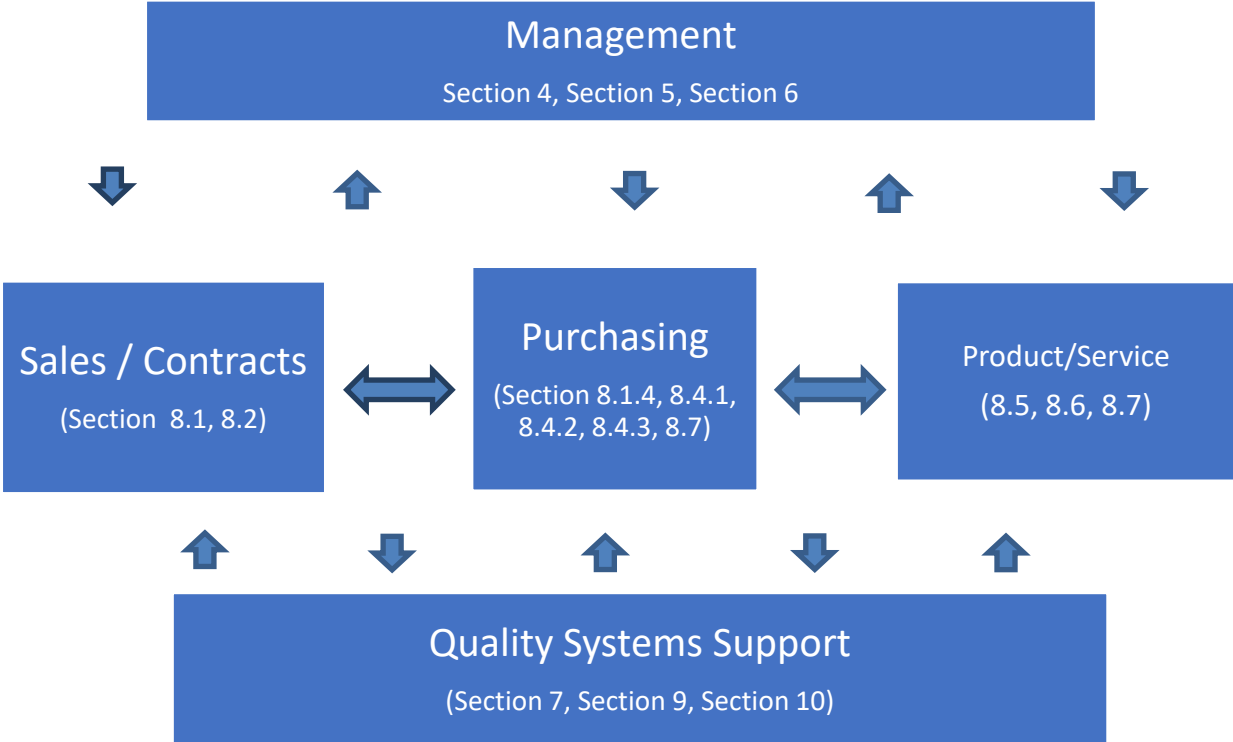 Management
Section 4, Section 5, Section 6
Sales / Contracts
(Section  8.1, 8.2)
Purchasing
(Section 8.1.4, 8.4.1,
8.4.2, 8.4.3, 8.7)
Product/Service
(8.5, 8.6, 8.7)
Quality Systems Support
(Section 7, Section 9, Section 10)